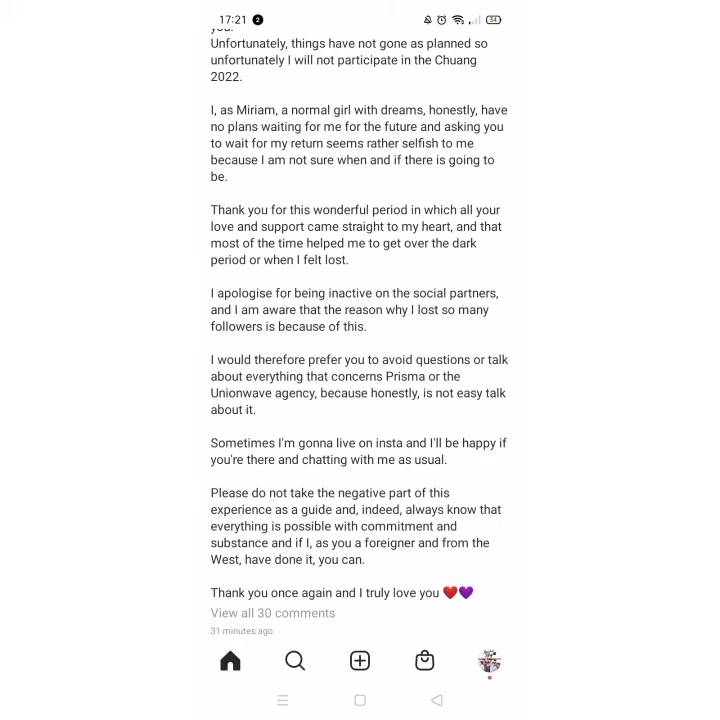 17:21 2
54
you.
Unfortunately, things have not gone as planned so
unfortunately I will not participate in the Chuang
2022.
I, as Miriam, a normal girl with dreams, honestly, have
no plans waiting for me for the future and asking you
to wait for my return seems rather selfish to me
because I am not sure when and if there is going to
be.
Thank you for this wonderful period in which all your
love and support came straight to my heart, and that
most of the time helped me to get over the dark
period or when I felt lost.
I apologise for being inactive on the social partners,
and I am aware that the reason why I lost so many
followers is because of this.
I would therefore prefer you to avoid questions or talk
about everything that concerns Prisma or the
Unionwave agency, because honestly, is not easy talk
about it.
Sometimes I'm gonna live on insta and I'll be happy if
you're there and chatting with me as usual.
Please do not take the negative part of this
experience as a guide and, indeed, always know that
everything is possible with commitment and
substance and if I, as you a foreigner and from the
West, have done it, you can.
Thank you once again and I truly love you ❤️💜
View all 30 comments
31 minutes ago